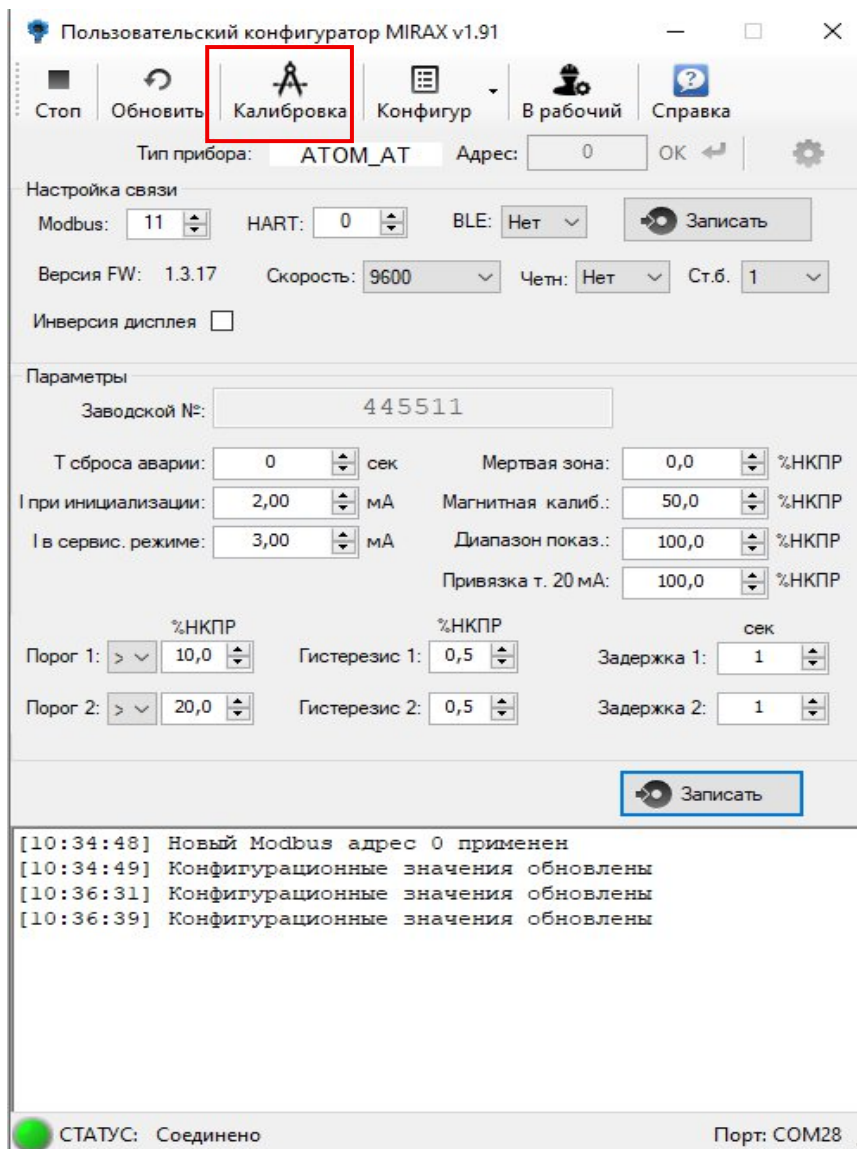 Пользовательский конфигуратор MIRAX v1.91
Стоп Обновить Калибровка Конфигур В рабочий Справка
Тип прибора: ATOM_AT Адрес: 0 OK
Настройка связи
Modbus: 11 HART: 0 BLE: Нет Записать
Версия FW: 1.3.17 Скорость: 9600 Четн: Нет Ст.б. 1
Инверсия дисплея
Параметры
Заводской №: 445511
Т сброса аварии: 0 сек Мертвая зона: 0,0 %НКПР
I при инициализации: 2,00 мА Магнитная калиб.: 50,0 %НКПР
I в сервис. режиме: 3,00 мА Диапазон показ.: 100,0 %НКПР
Привязка т. 20 мА: 100,0 %НКПР
%НКПР %НКПР сек
Порог 1: > 10,0 Гистерезис 1: 0,5 Задержка 1: 1
Порог 2: > 20,0 Гистерезис 2: 0,5 Задержка 2: 1
Записать
[10:34:48] Новый Modbus адрес 0 применен
[10:34:49] Конфигурационные значения обновлены
[10:36:31] Конфигурационные значения обновлены
[10:36:39] Конфигурационные значения обновлены
СТАТУС: Соединено Порт: COM28